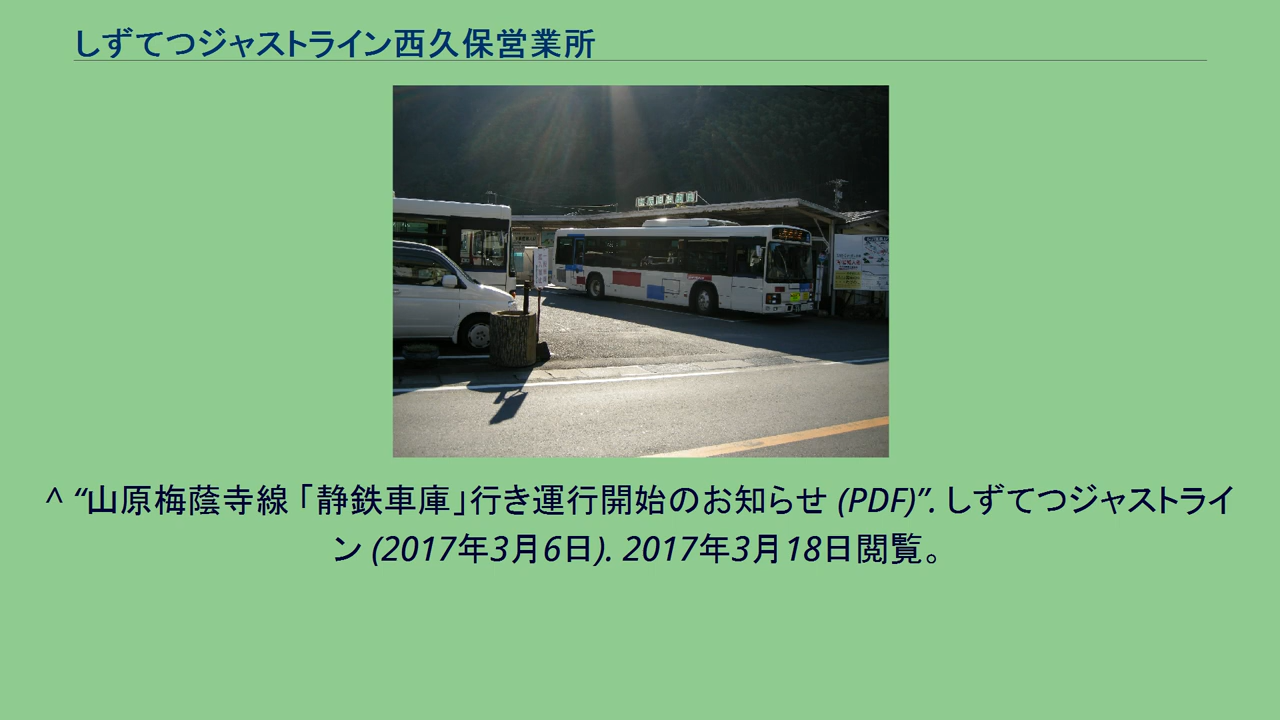 しずてつジャストライン西久保営業所
^ “山原梅蔭寺線 ｢静鉄車庫｣行き運行開始のお知らせ (PDF)”. しずてつジャストライ
ン (2017年3月6日). 2017年3月18日閲覧。